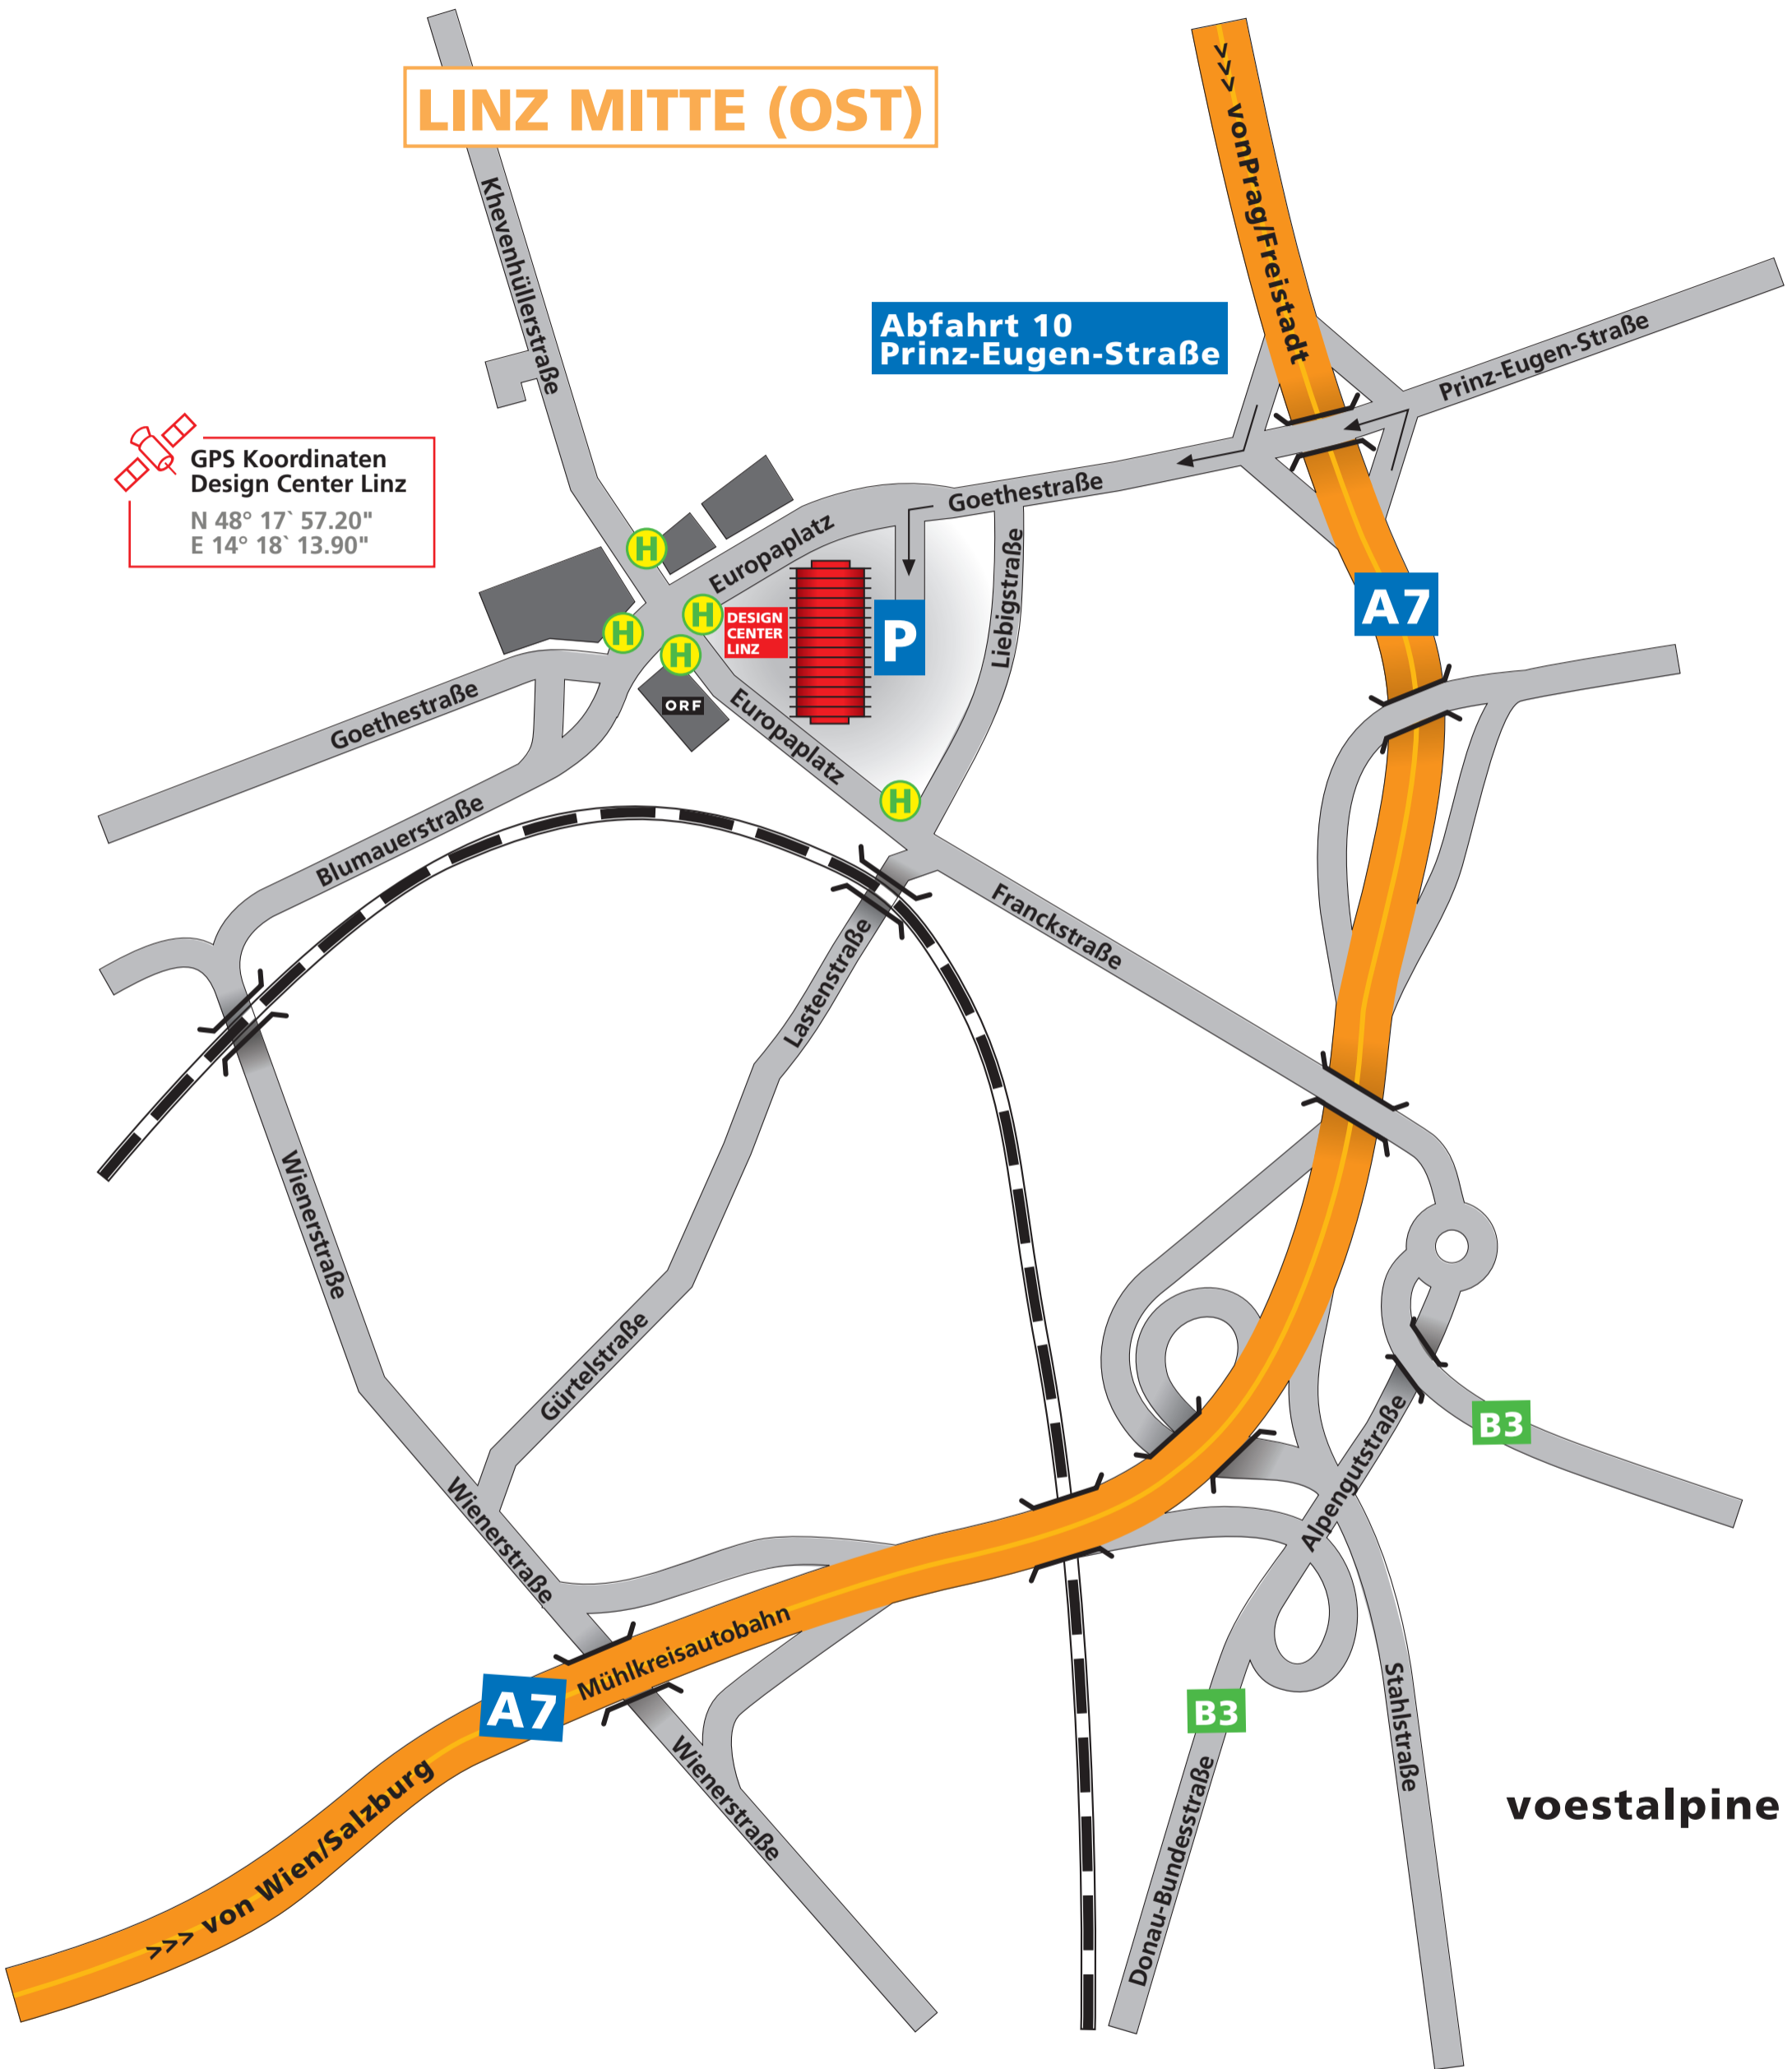 LINZ MITTE (OST)
>>> vonPrag/Freistadt
Khevenhüllerstraße
Abfahrt 10
Prinz-Eugen-Straße
Prinz-Eugen-Straße
GPS Koordinaten
Design Center Linz
N 48° 17` 57.20"
E 14° 18` 13.90"
Goethestraße
Europaplatz
H
H
H
H
DESIGN
CENTER
LINZ
P
Liebigstraße
A7
ORF
Goethestraße
Europaplatz
H
Blumauerstraße
Franckstraße
Lastenstraße
Wienerstraße
Gürtelstraße
B3
Alpengutstraße
Wienerstraße
Mühlkreisautobahn
A7
B3
Stahlstraße
Wienerstraße
>>> von Wien/Salzburg
Donau-Bundesstraße
voestalpine